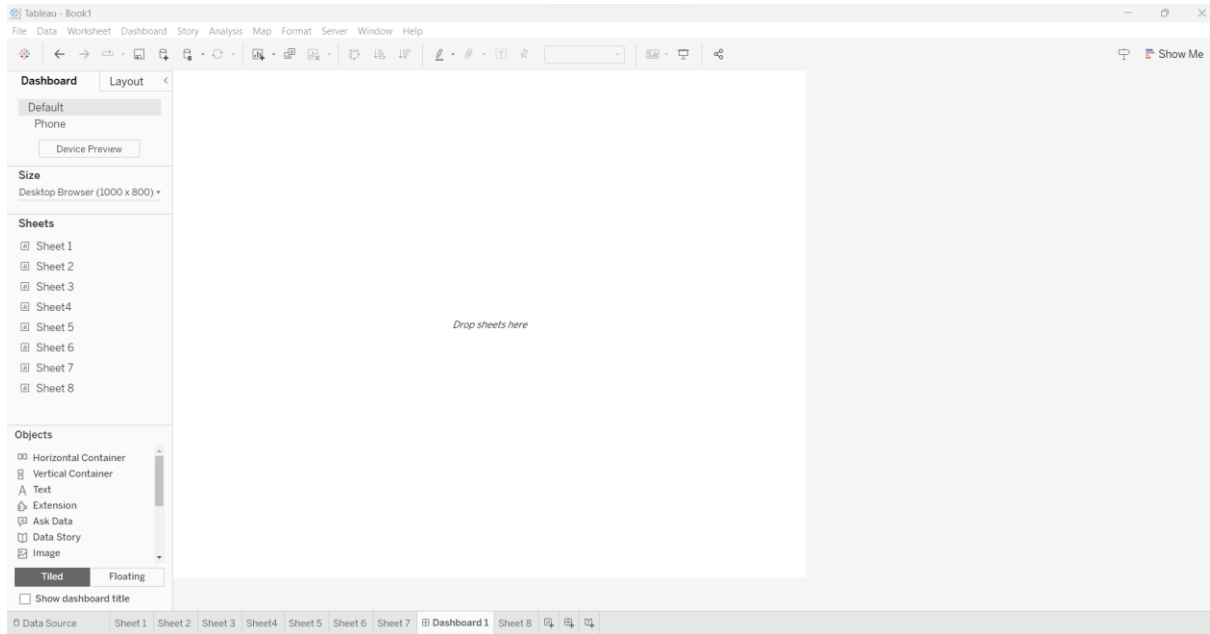 Tableau - Book1
File Data Worksheet Dashboard Story Analysis Map Format Server Window Help
Show Me
Dashboard Layout
Default
Phone
Device Preview
Size
Desktop Browser (1000 x 800)
Sheets
Sheet 1
Sheet 2
Sheet 3
Sheet4
Sheet 5
Sheet 6
Sheet 7
Sheet 8
Drop sheets here
Objects
Horizontal Container
Vertical Container
Text
Extension
Ask Data
Data Story
Image
Tiled Floating
Show dashboard title
Data Source Sheet 1 Sheet 2 Sheet 3 Sheet4 Sheet 5 Sheet 6 Sheet 7 Dashboard 1 Sheet 8